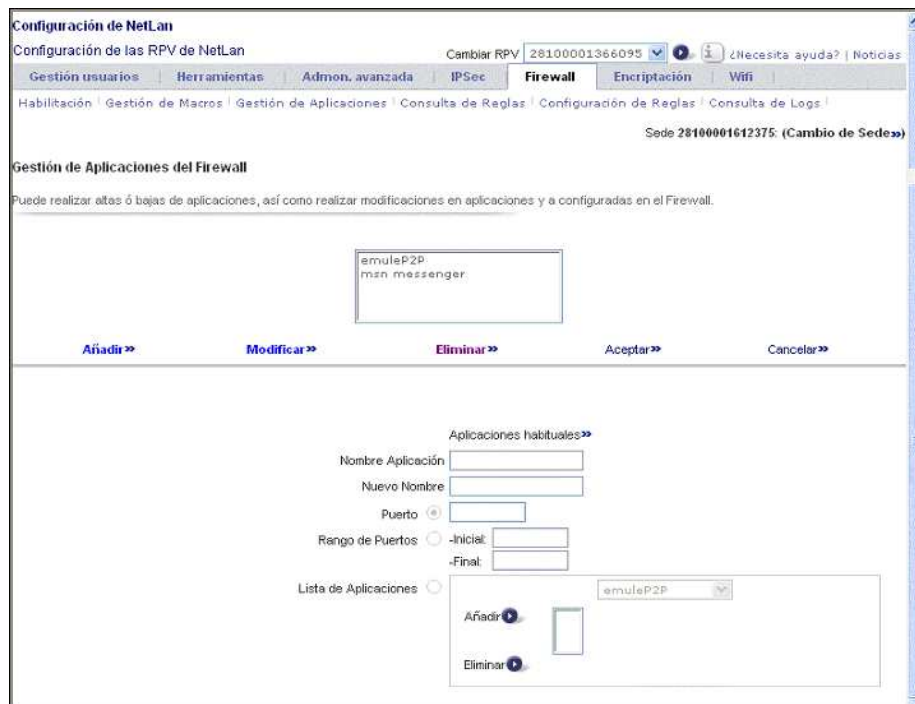 Configuración de NetLan
Configuración de las RPV de NetLan
Cambiar RPV 28100001366095 i ¿Necesita ayuda? | Noticias
Gestión usuarios | Herramientas | Admon. avanzada | IPSec | Firewall | Encriptación | Wifi |
Habilitación | Gestión de Macros | Gestión de Aplicaciones | Consulta de Reglas | Configuración de Reglas | Consulta de Logs |
Sede 28100001612375: (Cambio de Sede»)
Gestión de Aplicaciones del Firewall
Puede realizar altas ó bajas de aplicaciones, así como realizar modificaciones en aplicaciones y a configuradas en el Firewall.
emuleP2P
msn messenger
Añadir» Modificar» Eliminar» Aceptar» Cancelar»
Aplicaciones habituales»
Nombre Aplicación
Nuevo Nombre
Puerto
Rango de Puertos -Inicial:
-Final:
Lista de Aplicaciones emuleP2P
Añadir
Eliminar